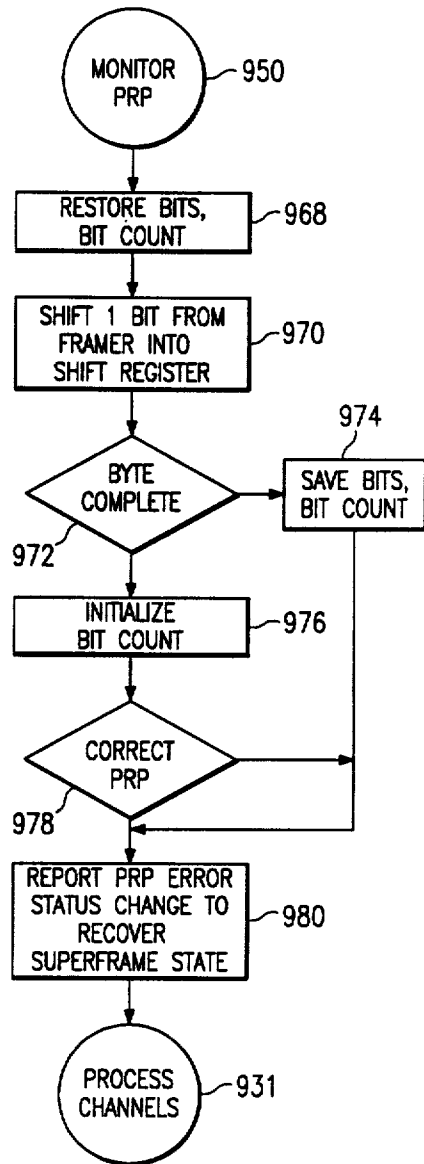 MONITOR
PRP
950
RESTORE BITS,
BIT COUNT
968
SHIFT 1 BIT FROM
FRAMER INTO
SHIFT REGISTER
970
BYTE
COMPLETE
972
974
SAVE BITS,
BIT COUNT
INITIALIZE
BIT COUNT
976
CORRECT
PRP
978
REPORT PRP ERROR
STATUS CHANGE TO
RECOVER
SUPERFRAME STATE
980
PROCESS
CHANNELS
931